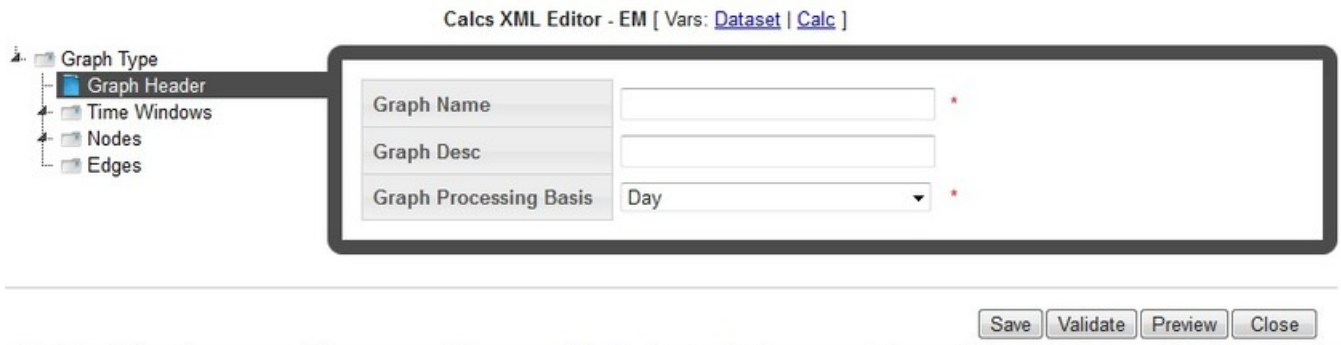 Calcs XML Editor - EM [ Vars: Dataset | Calc ]
Graph Type
Graph Header
Time Windows
Nodes
Edges
Graph Name *
Graph Desc
Graph Processing Basis Day *
Save Validate Preview Close